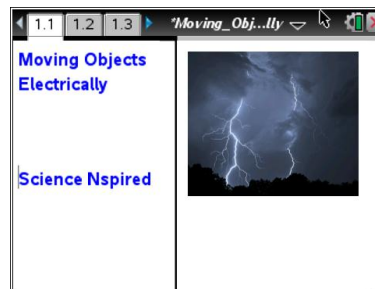 1.1 1.2 1.3 *Moving_Obj...lly
Moving Objects
Electrically
Science Nspired